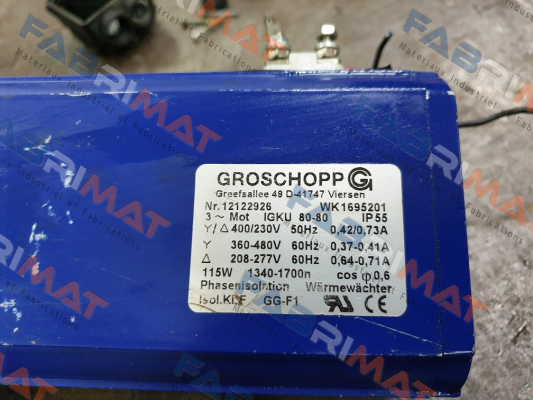 GROSCHOPP G
Greefsallee 49 D-41747 Viersen
Nr.12122926 WK1695201
3 ~ Mot IGKU 80-80 IP55
Y/Δ 400/230V 50Hz 0,42/0,73A
Y 360-480V 60Hz 0,37-0,41A
Δ 208-277V 60Hz 0,64-0,71A
115W 1340-1700n cos φ 0,6
Phasenisolation Wärmewächter
Isol.Kl.F GG-F1 RU US CE
FABRIMAT
FABRIMAT
FABRIMAT
FABRIMAT